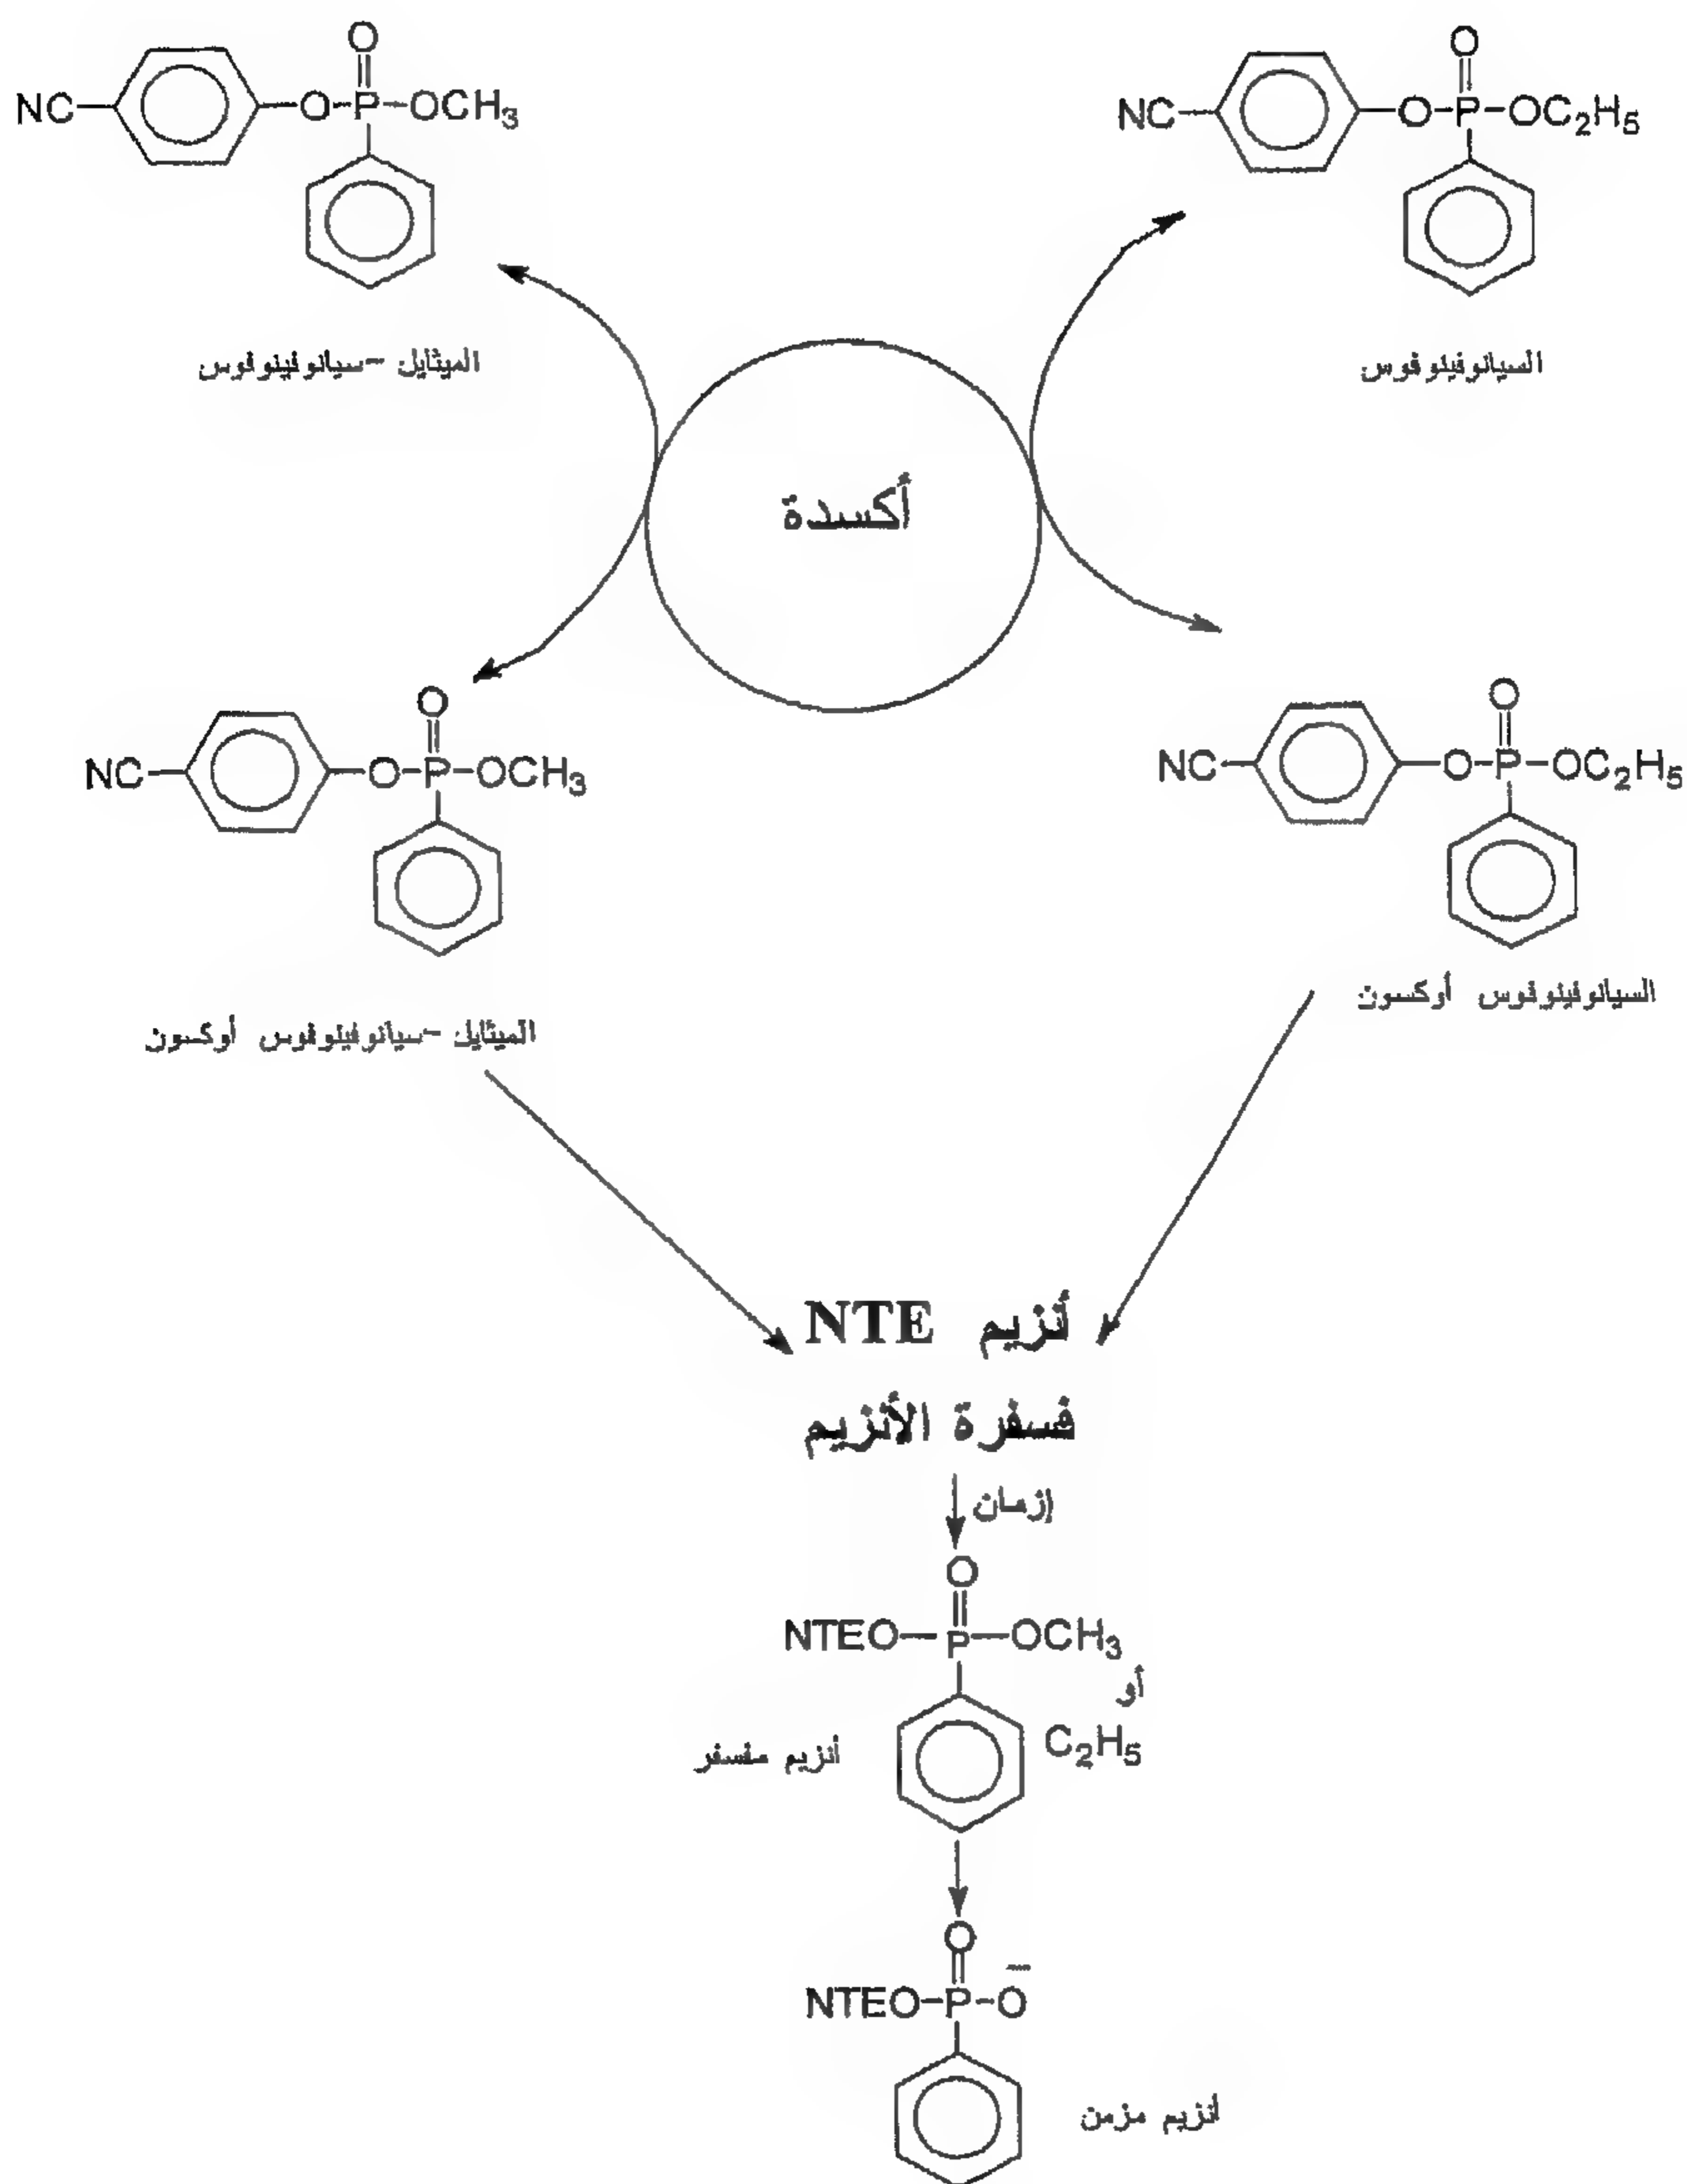 O
NC O P OCH3
الميثايل -سيانوفينوفوس
O
NC O P OC2H5
السيانوفينوفوس
أكسدة
O
NC O P OCH3
الميثايل -سيانوفينوفوس أوكسون
O
NC O P OC2H5
السيانوفينوفوس أوكسون
أنزيم NTE
فسفرة الأنزيم
إزمان
O
NTEO P OCH3
أو
C2H5
أنزيم مفسفر
O
NTEO P O−
أنزيم مزمن